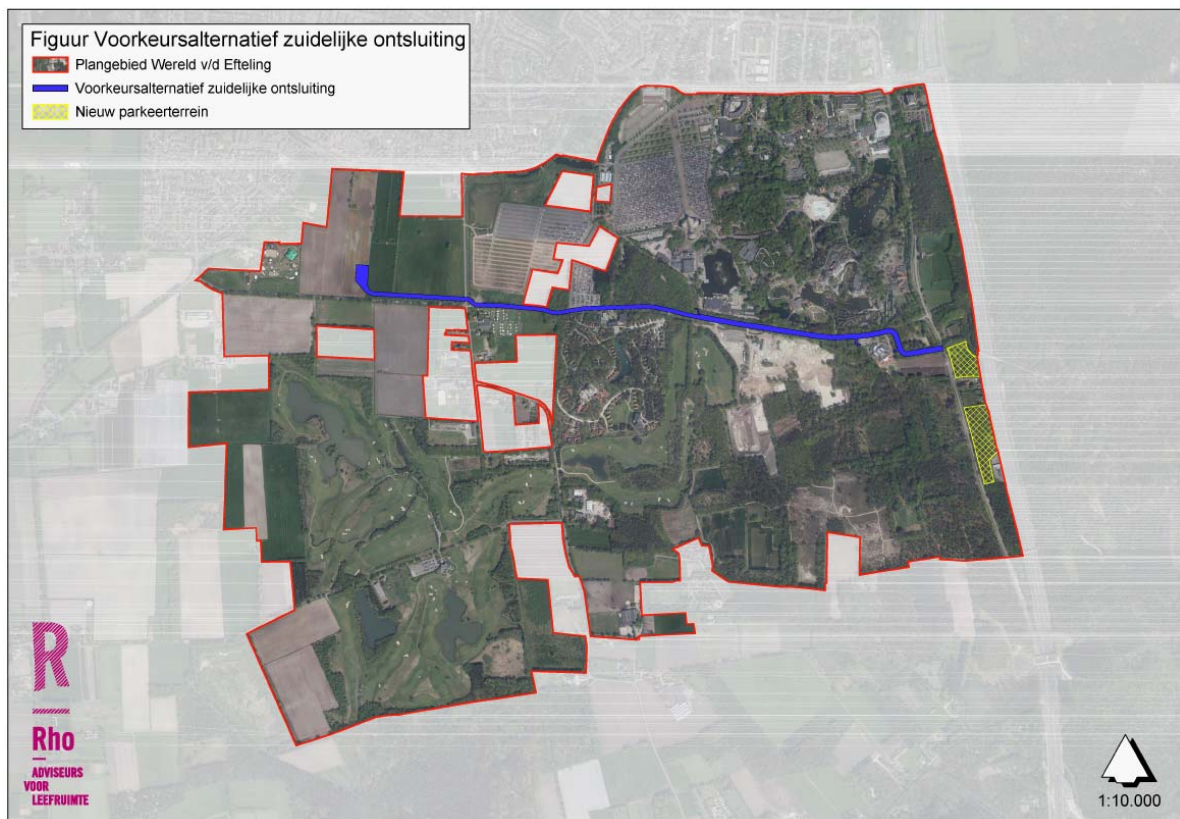 Figuur Voorkeursalternatief zuidelijke ontsluiting
Plangebied Wereld v/d Efteling
Voorkeursalternatief zuidelijke ontsluiting
Nieuw parkeerterrein
R
Rho
ADVISEURS
VOOR
LEEFRUIMTE
1:10.000